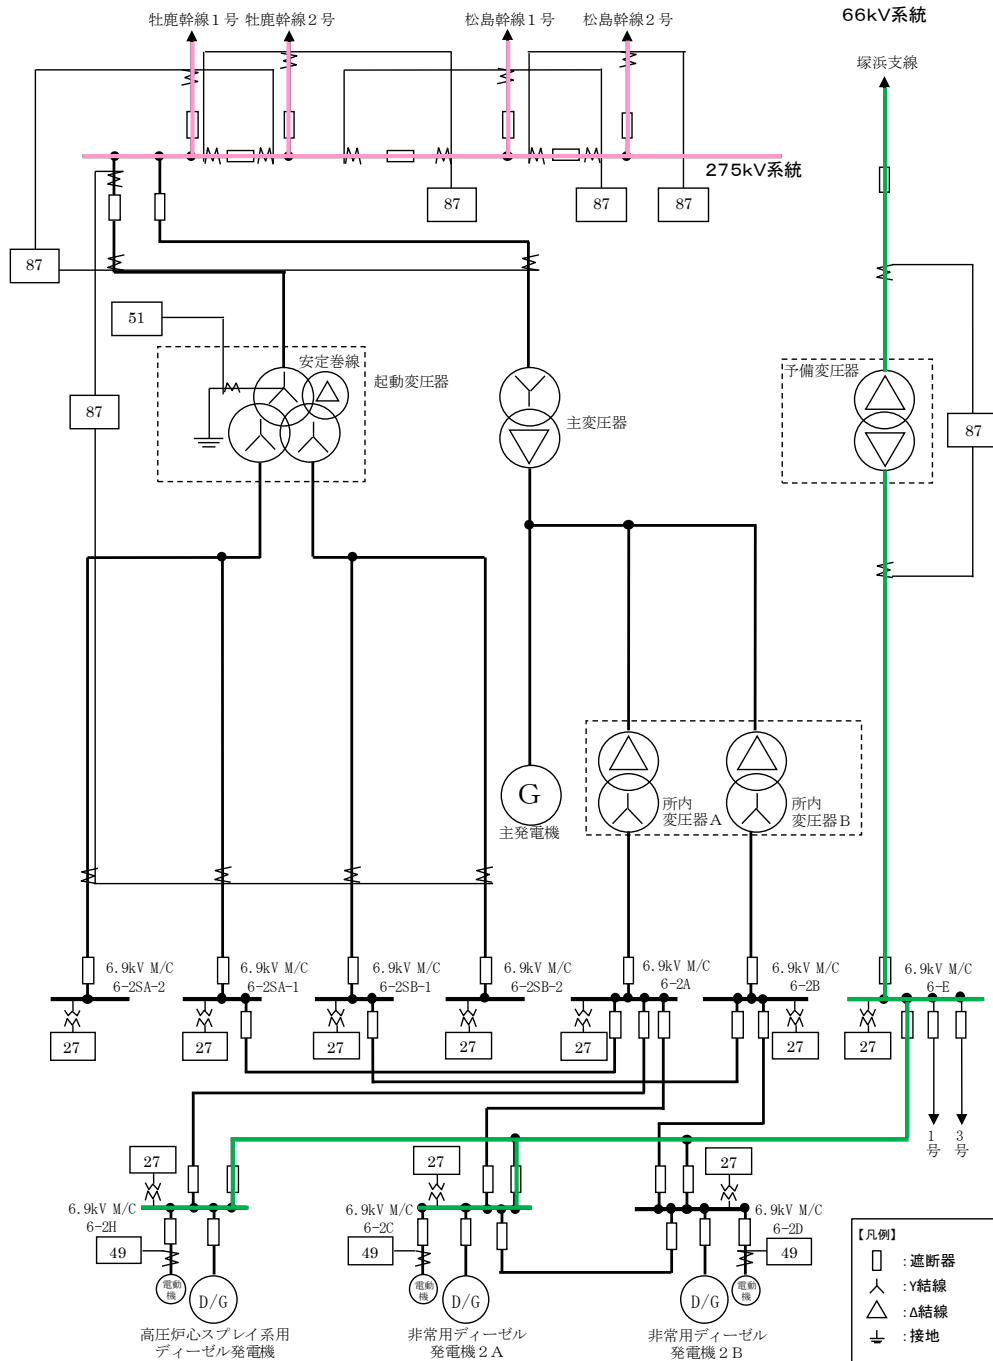 牡鹿幹線１号
牡鹿幹線２号
松島幹線１号
松島幹線２号
66kV系統
塚浜支線
275kV系統
87
87
87
87
51
安定巻線
起動変圧器
87
主変圧器
予備変圧器
87
G
主発電機
所内
変圧器Ａ
所内
変圧器Ｂ
6.9kV M/C
6-2SA-2
6.9kV M/C
6-2SA-1
6.9kV M/C
6-2SB-1
6.9kV M/C
6-2SB-2
6.9kV M/C
6-2A
6.9kV M/C
6-2B
6.9kV M/C
6-E
27
27
27
27
27
27
27
1号
3号
27
27
27
6.9kV M/C
6-2H
6.9kV M/C
6-2C
6.9kV M/C
6-2D
49
49
49
電動機
D/G
電動機
D/G
D/G
電動機
高圧炉心スプレイ系用
ディーゼル発電機
非常用ディーゼル
発電機２Ａ
非常用ディーゼル
発電機２Ｂ
【凡例】
：遮断器
：Y結線
：Δ結線
：接地